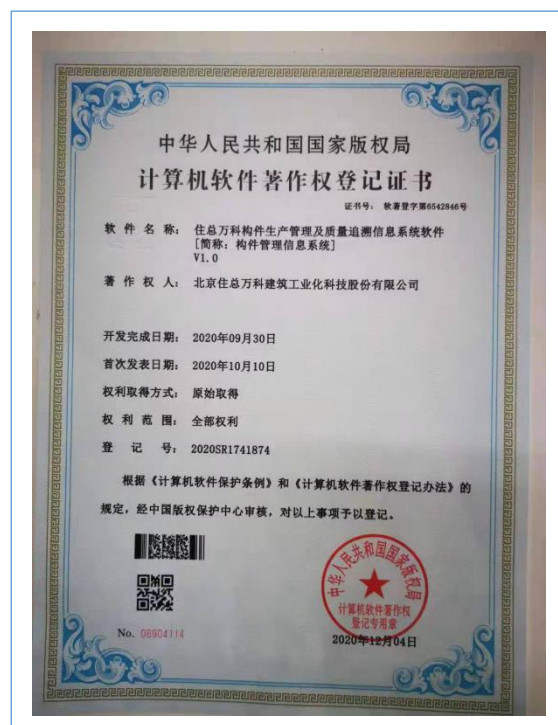 中华人民共和国国家版权局
计算机软件著作权登记证书
证书号： 软著登字第6542846号
软件名称： 住总万科构件生产管理及质量追溯信息系统软件
[简称：构件管理信息系统]
V1.0
著作权人： 北京住总万科建筑工业化科技股份有限公司
开发完成日期： 2020年09月30日
首次发表日期： 2020年10月10日
权利取得方式： 原始取得
权利范围： 全部权利
登记号： 2020SR1741874
根据《计算机软件保护条例》和《计算机软件著作权登记办法》的
规定，经中国版权保护中心审核，对以上事项予以登记。
中华人民共和国国家版权局
计算机软件著作权
登记专用章
No. 06904114
2020年12月04日